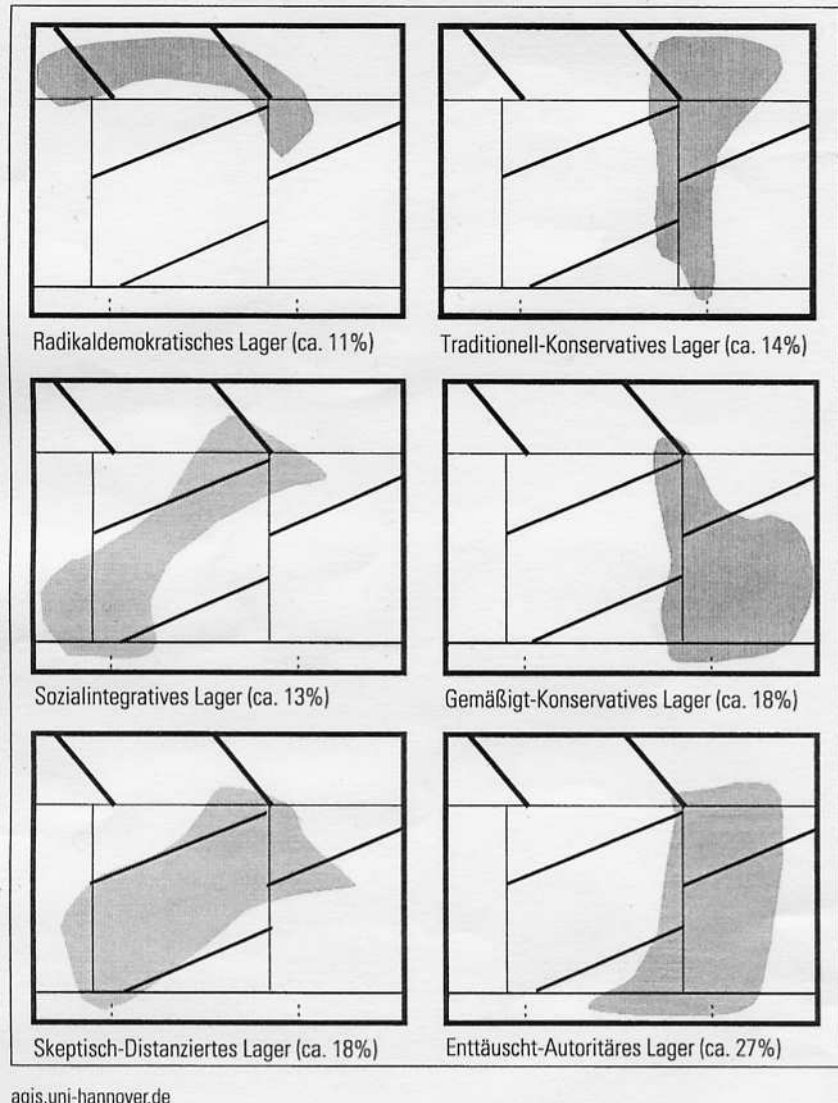 Radikaldemokratisches Lager (ca. 11%)
Traditionell-Konservatives Lager (ca. 14%)
Sozialintegratives Lager (ca. 13%)
Gemäßigt-Konservatives Lager (ca. 18%)
Skeptisch-Distanziertes Lager (ca. 18%)
Enttäuscht-Autoritäres Lager (ca. 27%)
agis.uni-hannover.de